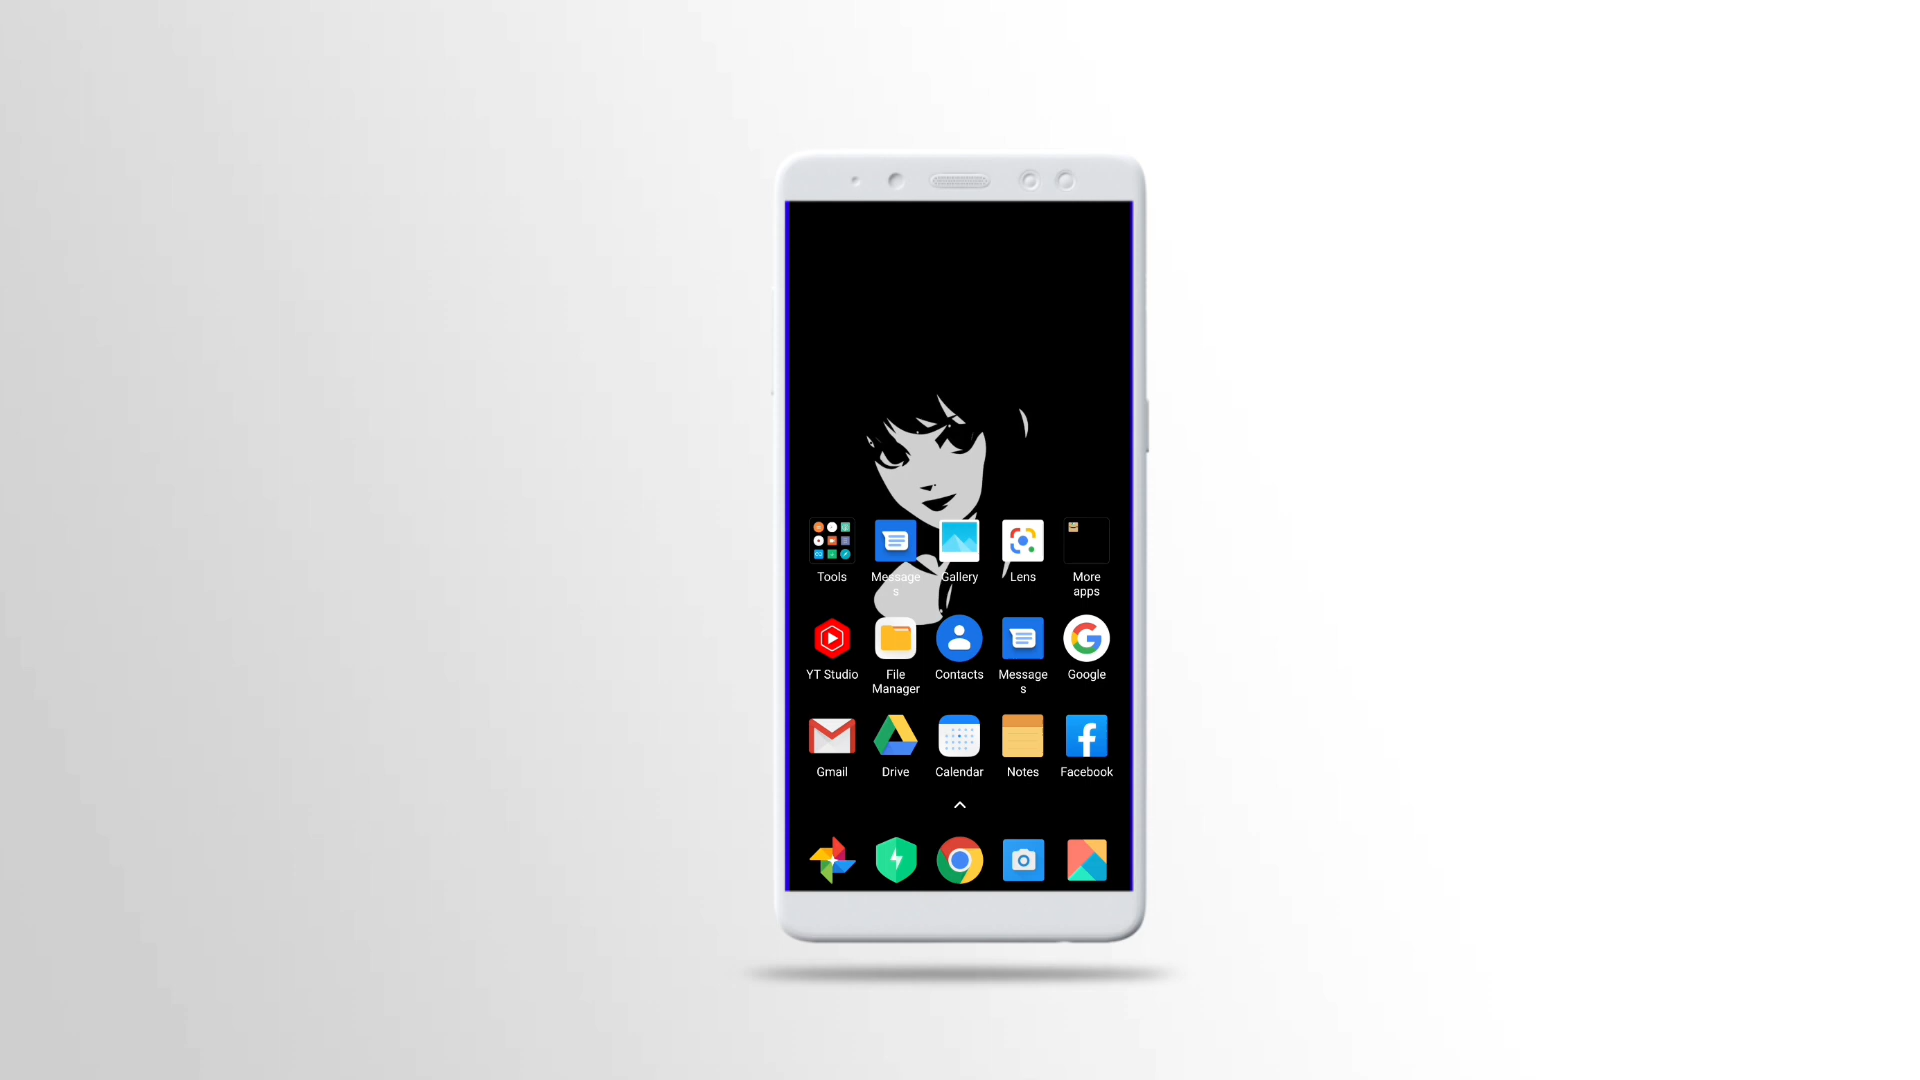 Tools
Message
s
Gallery
Lens
More
apps
YT Studio
File
Manager
Contacts
Message
s
Google
Gmail
Drive
Calendar
Notes
Facebook